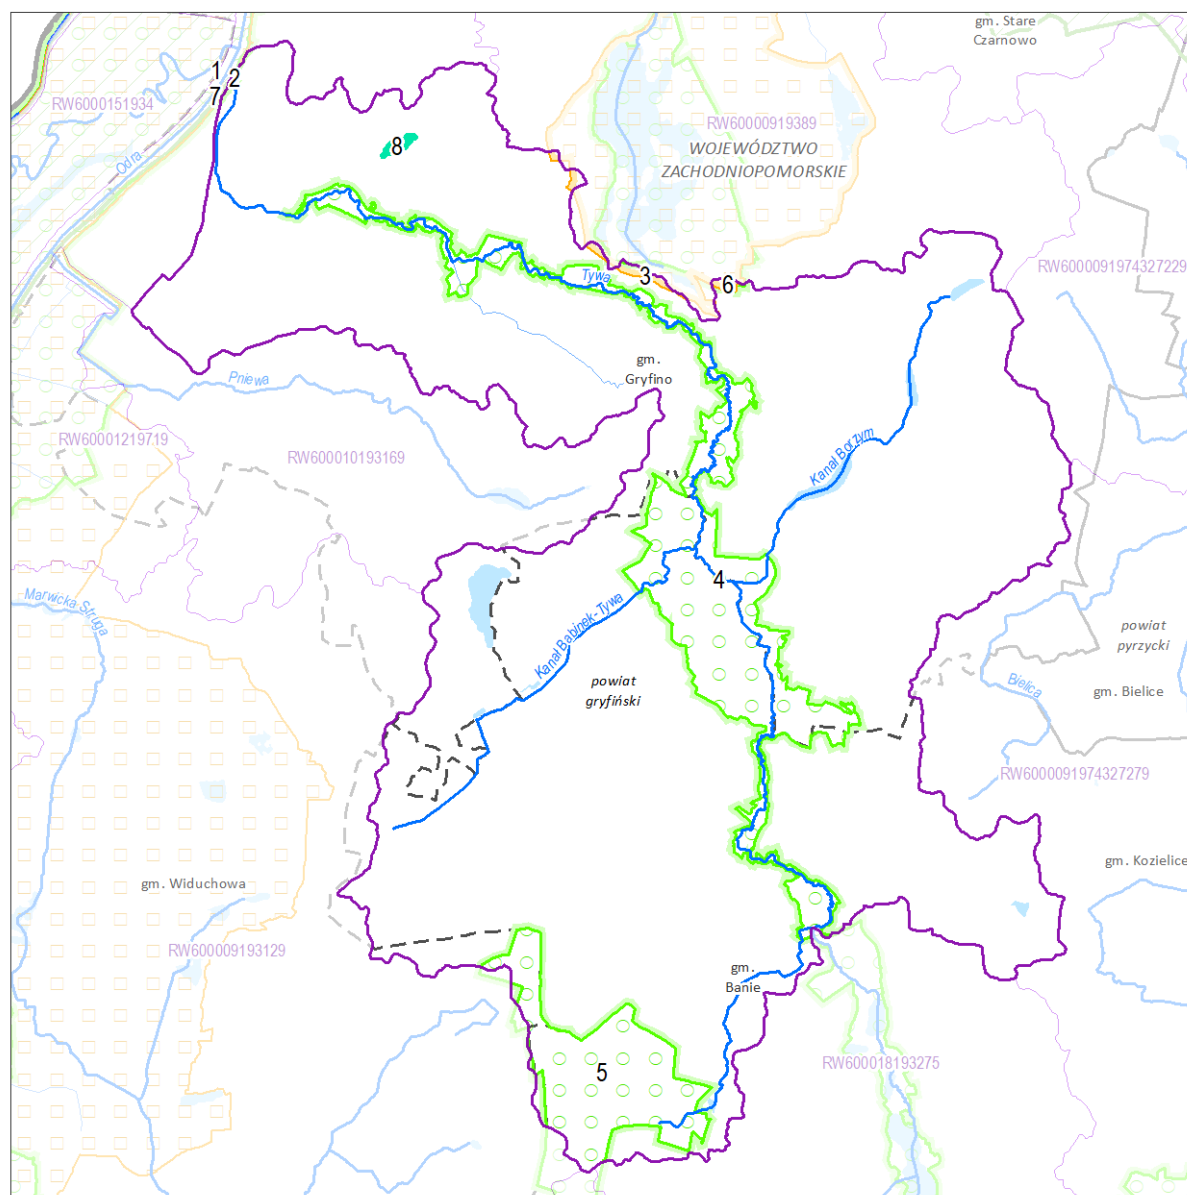 gm. Stare
Czarnowo
1
2
7
RW6000151934
Odra
8
RW60000919389
WOJEWÓDZTWO
ZACHODNIOPOMORSKIE
RW6000091974327229
Tywa
3
6
gm.
Gryfino
Pniewa
RW60001219719
RW600010193169
Kanał Borzym
4
Marwicka Struga
Kanał Babinek-Tywa
powiat
gryfiński
powiat
pyrzycki
Bielica
gm. Bielice
RW6000091974327279
gm. Widuchowa
gm. Kozielice
RW600009193129
gm.
Banie
RW600018193275
5